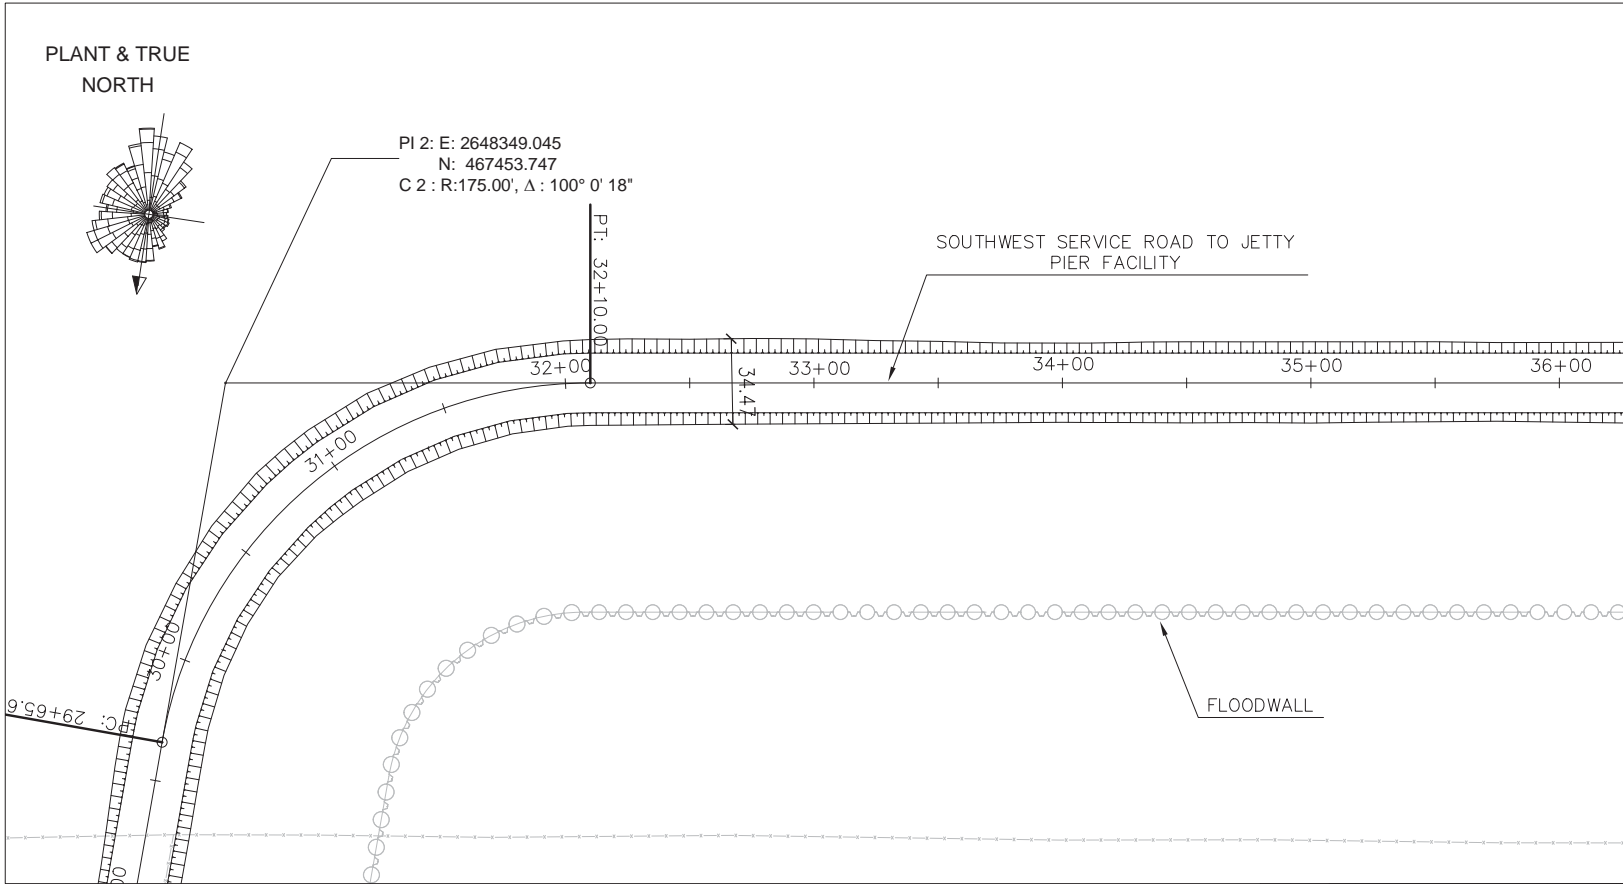 PLANT & TRUE
NORTH
PI 2: E: 2648349.045
N: 467453.747
C 2 : R:175.00', Δ : 100° 0' 18"
PT: 32+10.00
SOUTHWEST SERVICE ROAD TO JETTY
PIER FACILITY
32+00
33+00
34+00
35+00
36+00
34.47
31+00
30+00
PC: 29+65.6
FLOODWALL
00